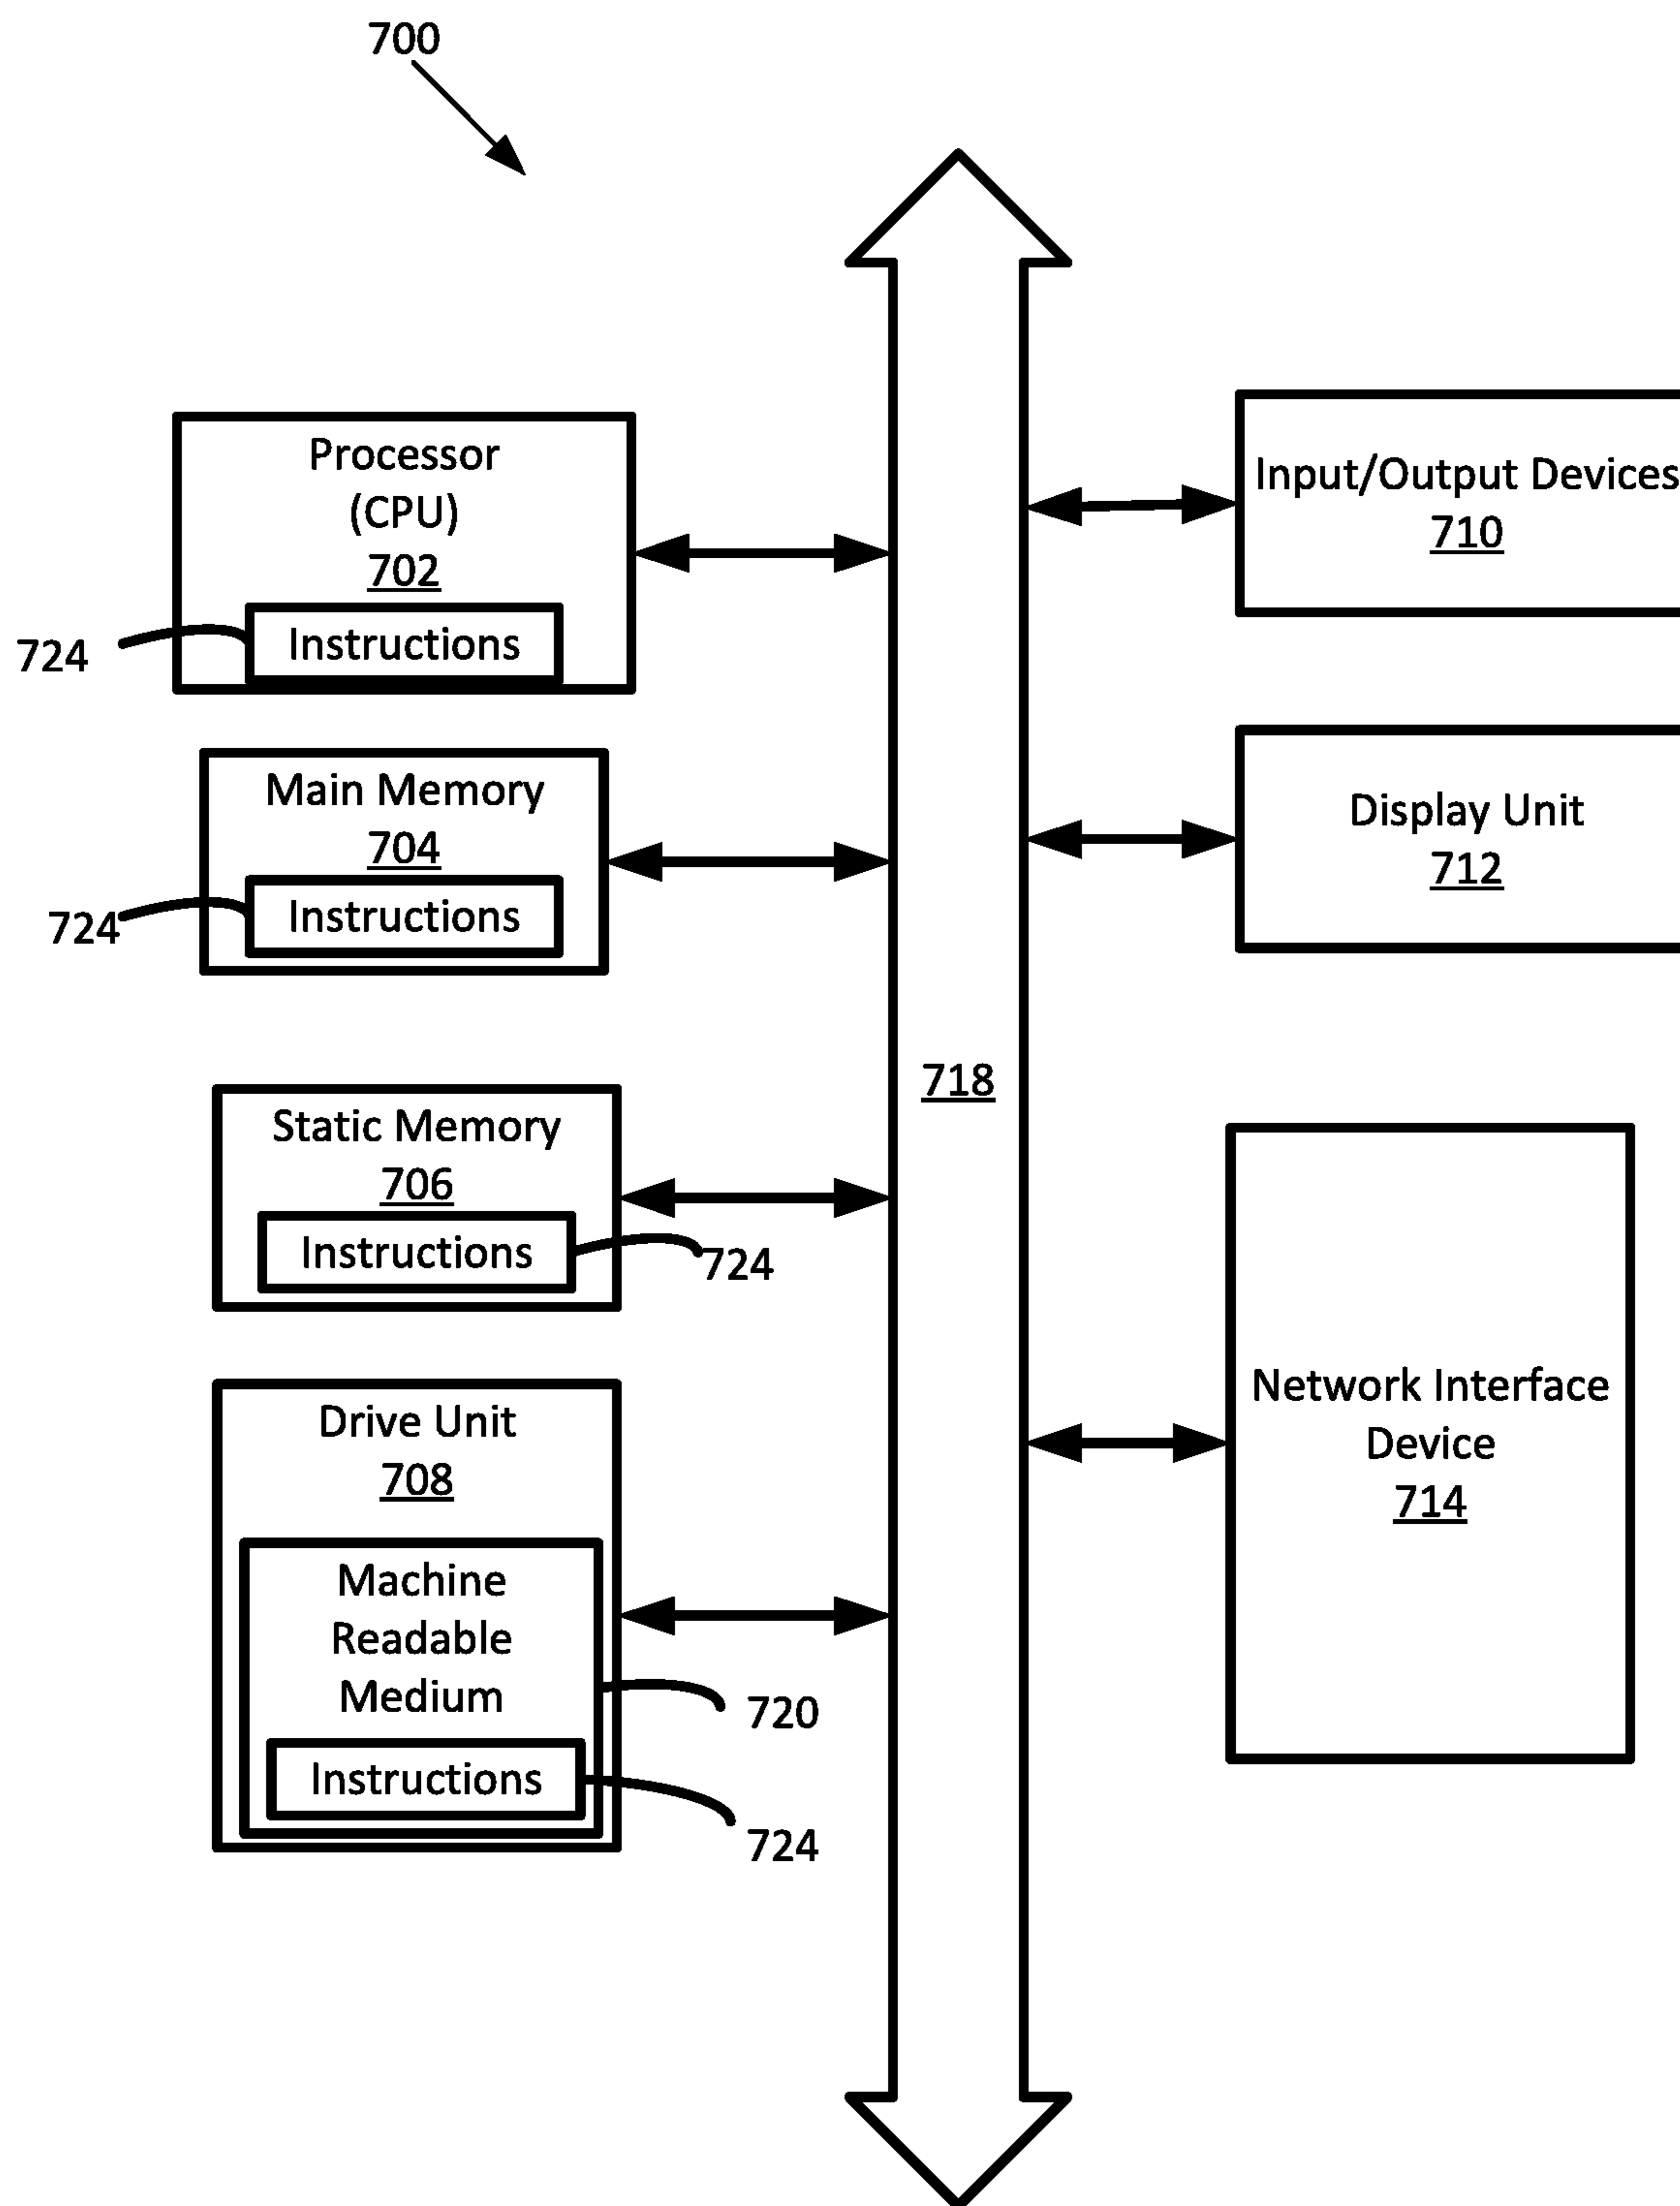 700
Processor
(CPU)
702
Instructions
724
Main Memory
704
Instructions
724
Static Memory
706
Instructions
724
Drive Unit
708
Machine
Readable
Medium
720
Instructions
724
718
Input/Output Devices
710
Display Unit
712
Network Interface
Device
714